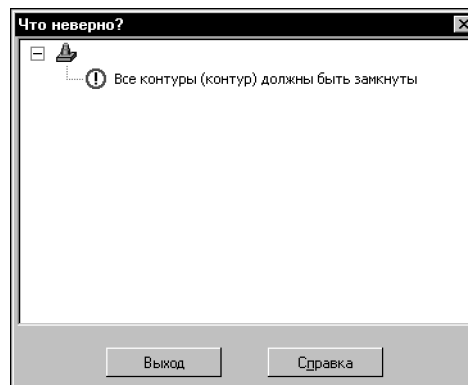 Что неверно?
Все контуры (контур) должны быть замкнуты
Выход
Справка